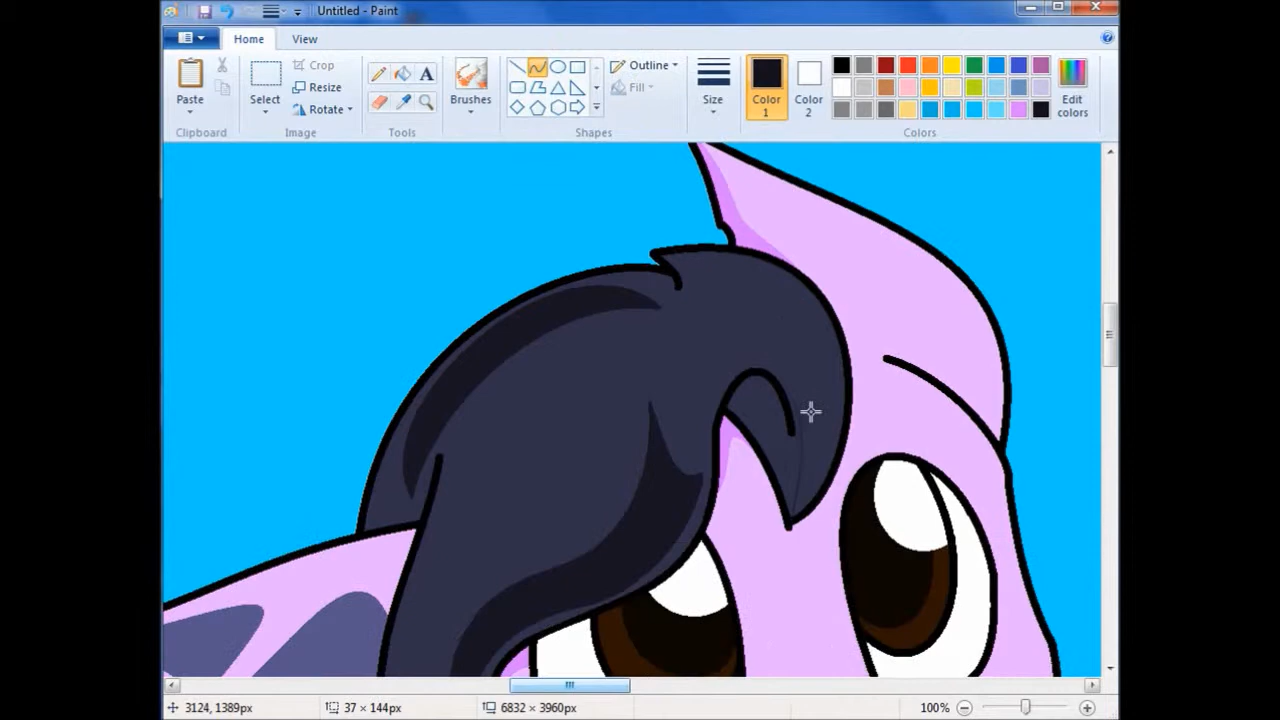 Untitled - Paint
Home View
Paste
Crop
Resize
Rotate
Select
A
Brushes
Outline
Fill
Size
Color 1
Color 2
Edit colors
Clipboard Image Tools Shapes Colors
3124, 1389px 37 × 144px 6832 × 3960px 100%